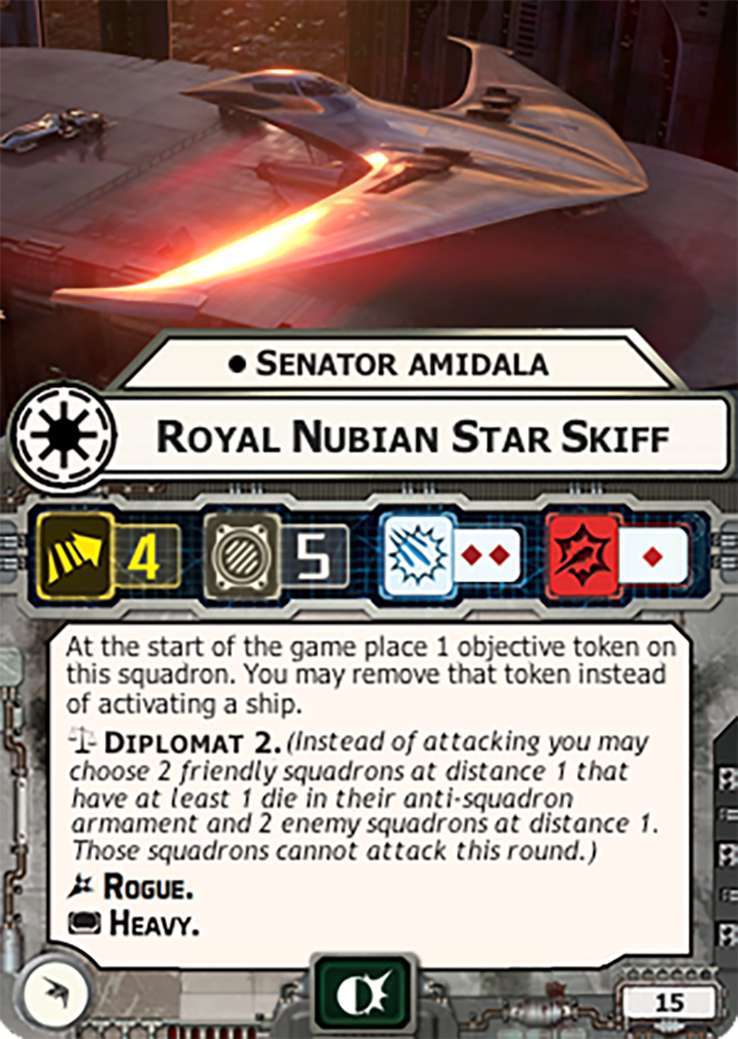 ● SENATOR AMIDALA
ROYAL NUBIAN STAR SKIFF
4 5
At the start of the game place 1 objective token on
this squadron. You may remove that token instead
of activating a ship.
DIPLOMAT 2. (Instead of attacking you may
choose 2 friendly squadrons at distance 1 that
have at least 1 die in their anti-squadron
armament and 2 enemy squadrons at distance 1.
Those squadrons cannot attack this round.)
ROGUE.
HEAVY.
15